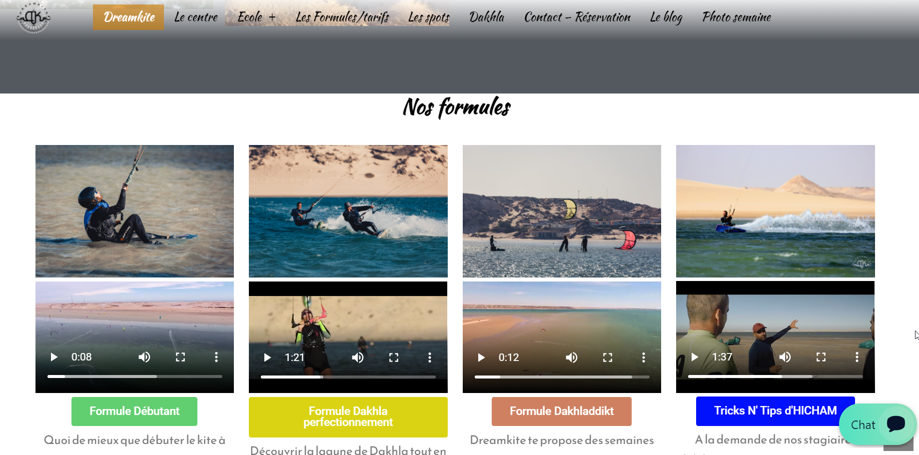 Dreamkite Le centre Ecole + Les Formules/tarifs Les spots Dakhla Contact – Réservation Le blog Photo semaine
Nos formules
0:08
1:21
0:12
1:37
Formule Débutant
Formule Dakhla
perfectionnement
Formule Dakhladdikt
Tricks N' Tips d'HICHAM
Chat
Quoi de mieux que débuter le kite à
Découvrir la lagune de Dakhla tout en
Dreamkite te propose des semaines
A la demande de nos stagiaire